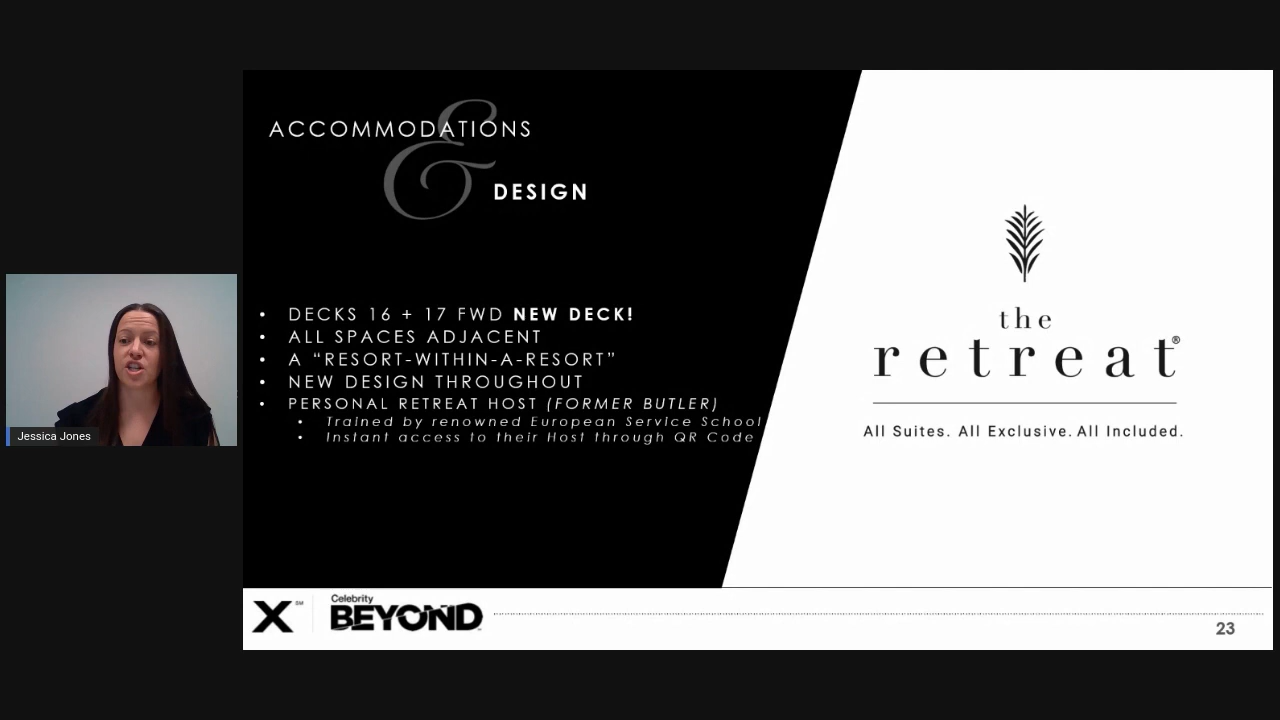 ACCOMMODATIONS
&
DESIGN
• DECKS 16 + 17 FWD NEW DECK!
• ALL SPACES ADJACENT
• A “RESORT-WITHIN-A-RESORT”
• NEW DESIGN THROUGHOUT
• PERSONAL RETREAT HOST (FORMER BUTLER)
• Trained by renowned European Service School
• Instant access to their Host through QR Code
the
retreat®
All Suites. All Exclusive. All Included.
Jessica Jones
X SM
Celebrity
BEYOND
23